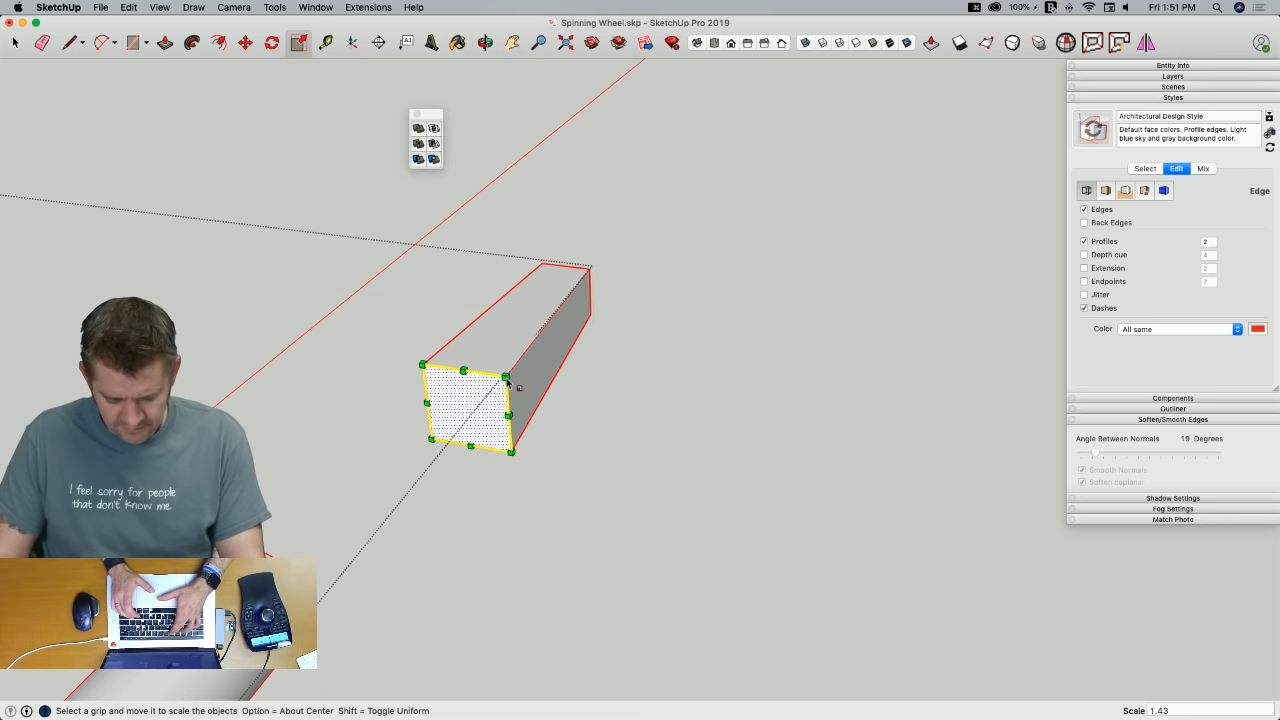 SketchUp File Edit View Draw Camera Tools Window Extensions Help
100% Fri 1:51 PM
Spinning Wheel.skp - SketchUp Pro 2019
Entity Info
Layers
Scenes
Styles
Architectural Design Style
Default face colors. Profile edges. Light
blue sky and gray background color.
Select Edit Mix
Edge
Edges
Back Edges
Profiles 2
Depth cue 4
Extension 2
Endpoints 7
Jitter
Dashes
Color All same
Components
Outliner
Soften/Smooth Edges
Angle Between Normals 19 Degrees
Smooth Normals
Soften coplanar
Shadow Settings
Fog Settings
Match Photo
I feel sorry for people
that don't know me.
Select a grip and move it to scale the objects Option = About Center Shift = Toggle Uniform
Scale 1.43